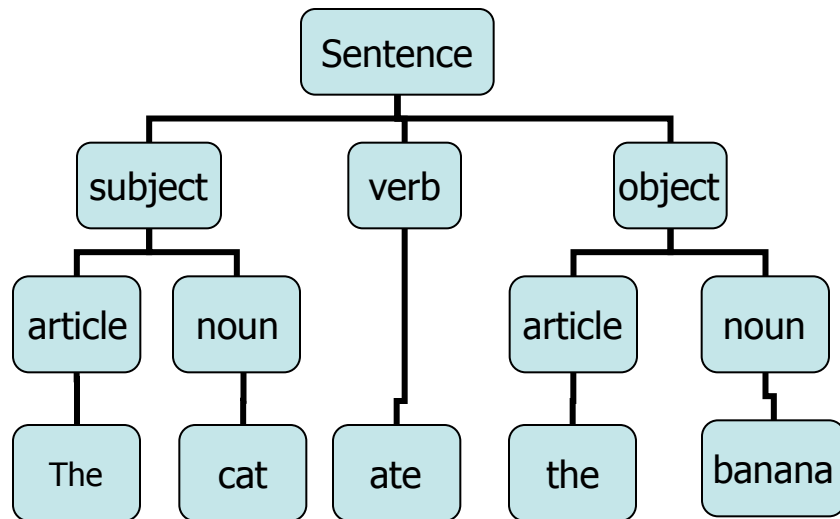 Sentence
subject verb object
article noun article noun
The cat ate the banana